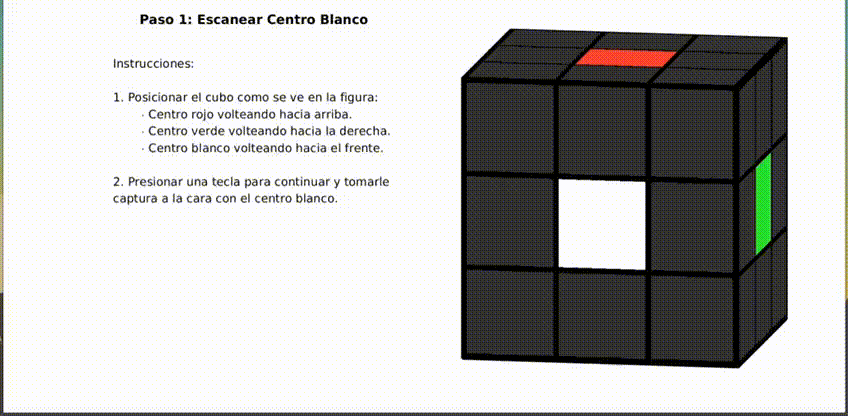 Paso 1: Escanear Centro Blanco
Instrucciones:
1. Posicionar el cubo como se ve en la figura:
· Centro rojo volteando hacia arriba.
· Centro verde volteando hacia la derecha.
· Centro blanco volteando hacia el frente.
2. Presionar una tecla para continuar y tomarle
captura a la cara con el centro blanco.